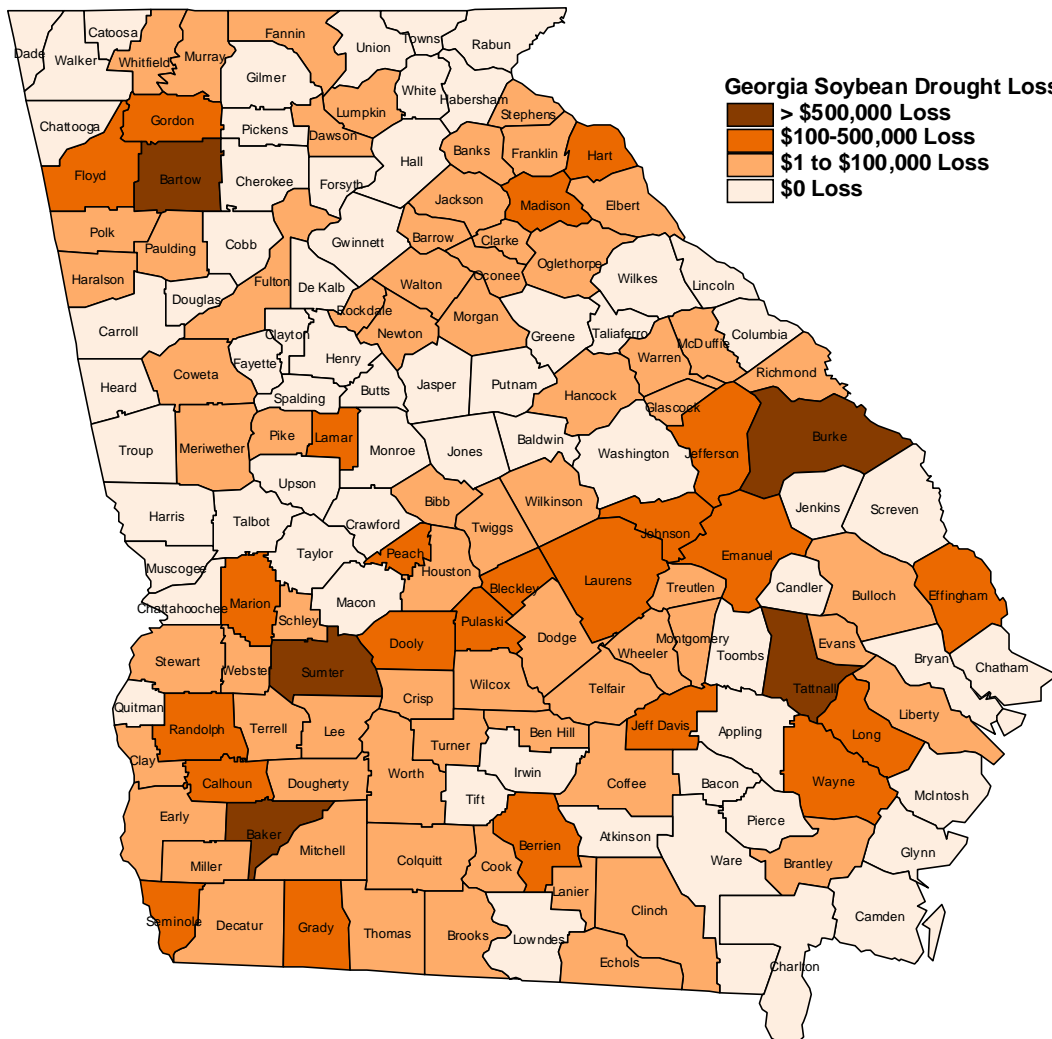 Catoosa
Fannin
Union
Towns
Rabun
Dade
Walker
Whitfield
Murray
Gilmer
White
Habersham
Georgia Soybean Drought Loss
> $500,000 Loss
$100-500,000 Loss
$1 to $100,000 Loss
$0 Loss
Chattooga
Gordon
Pickens
Lumpkin
Dawson
Stephens
Hall
Banks
Franklin
Hart
Floyd
Bartow
Cherokee
Forsyth
Jackson
Madison
Elbert
Polk
Paulding
Cobb
Gwinnett
Barrow
Clarke
Oconee
Oglethorpe
Wilkes
Lincoln
Haralson
Douglas
Fulton
De Kalb
Rockdale
Walton
Newton
Morgan
Greene
Taliaferro
McDuffie
Columbia
Carroll
Clayton
Fayette
Henry
Warren
Richmond
Heard
Coweta
Spalding
Butts
Jasper
Putnam
Hancock
Glascock
Troup
Meriwether
Pike
Lamar
Monroe
Jones
Baldwin
Washington
Jefferson
Burke
Upson
Harris
Talbot
Crawford
Bibb
Twiggs
Wilkinson
Jenkins
Screven
Muscogee
Taylor
Peach
Houston
Johnson
Emanuel
Chattahoochee
Marion
Schley
Macon
Bleckley
Laurens
Treutlen
Candler
Bulloch
Effingham
Stewart
Webster
Sumter
Dooly
Pulaski
Dodge
Wheeler
Montgomery
Toombs
Tattnall
Evans
Bryan
Chatham
Quitman
Randolph
Terrell
Lee
Crisp
Wilcox
Telfair
Jeff Davis
Appling
Long
Liberty
Clay
Calhoun
Dougherty
Worth
Turner
Ben Hill
Irwin
Coffee
Bacon
Wayne
McIntosh
Early
Baker
Mitchell
Tift
Berrien
Atkinson
Pierce
Miller
Colquitt
Cook
Ware
Brantley
Glynn
Seminole
Decatur
Grady
Thomas
Brooks
Lanier
Lowndes
Clinch
Echols
Camden
Charlton